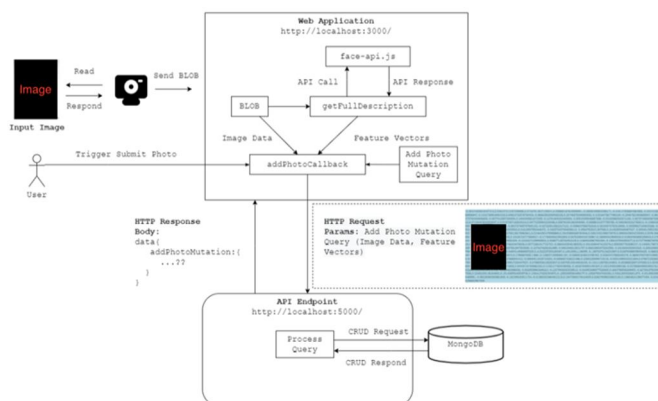 Web Application
http://localhost:3000/
face-api.js
Read
Send BLOB
API Call
API Response
Image
Respond
BLOB
getFullDescription
Input Image
Image Data
Feature Vectors
Trigger Submit Photo
addPhotoCallback
Add Photo
Mutation
Query
User
HTTP Response
Body:
data{
addPhotoMutation:{
...??
}
}
HTTP Request
Params: Add Photo Mutation
Query (Image Data, Feature
Vectors)
Image
API Endpoint
http://localhost:5000/
Process
Query
CRUD Request
CRUD Respond
MongoDB